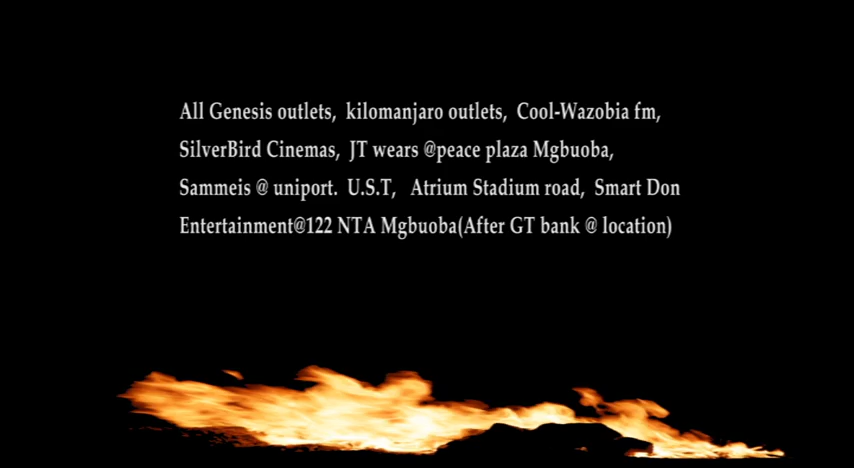 All Genesis outlets, kilomanjaro outlets, Cool-Wazobia fm,
SilverBird Cinemas, JT wears @peace plaza Mgbuoba,
Sammeis @ uniport. U.S.T, Atrium Stadium road, Smart Don
Entertainment@122 NTA Mgbuoba(After GT bank @ location)